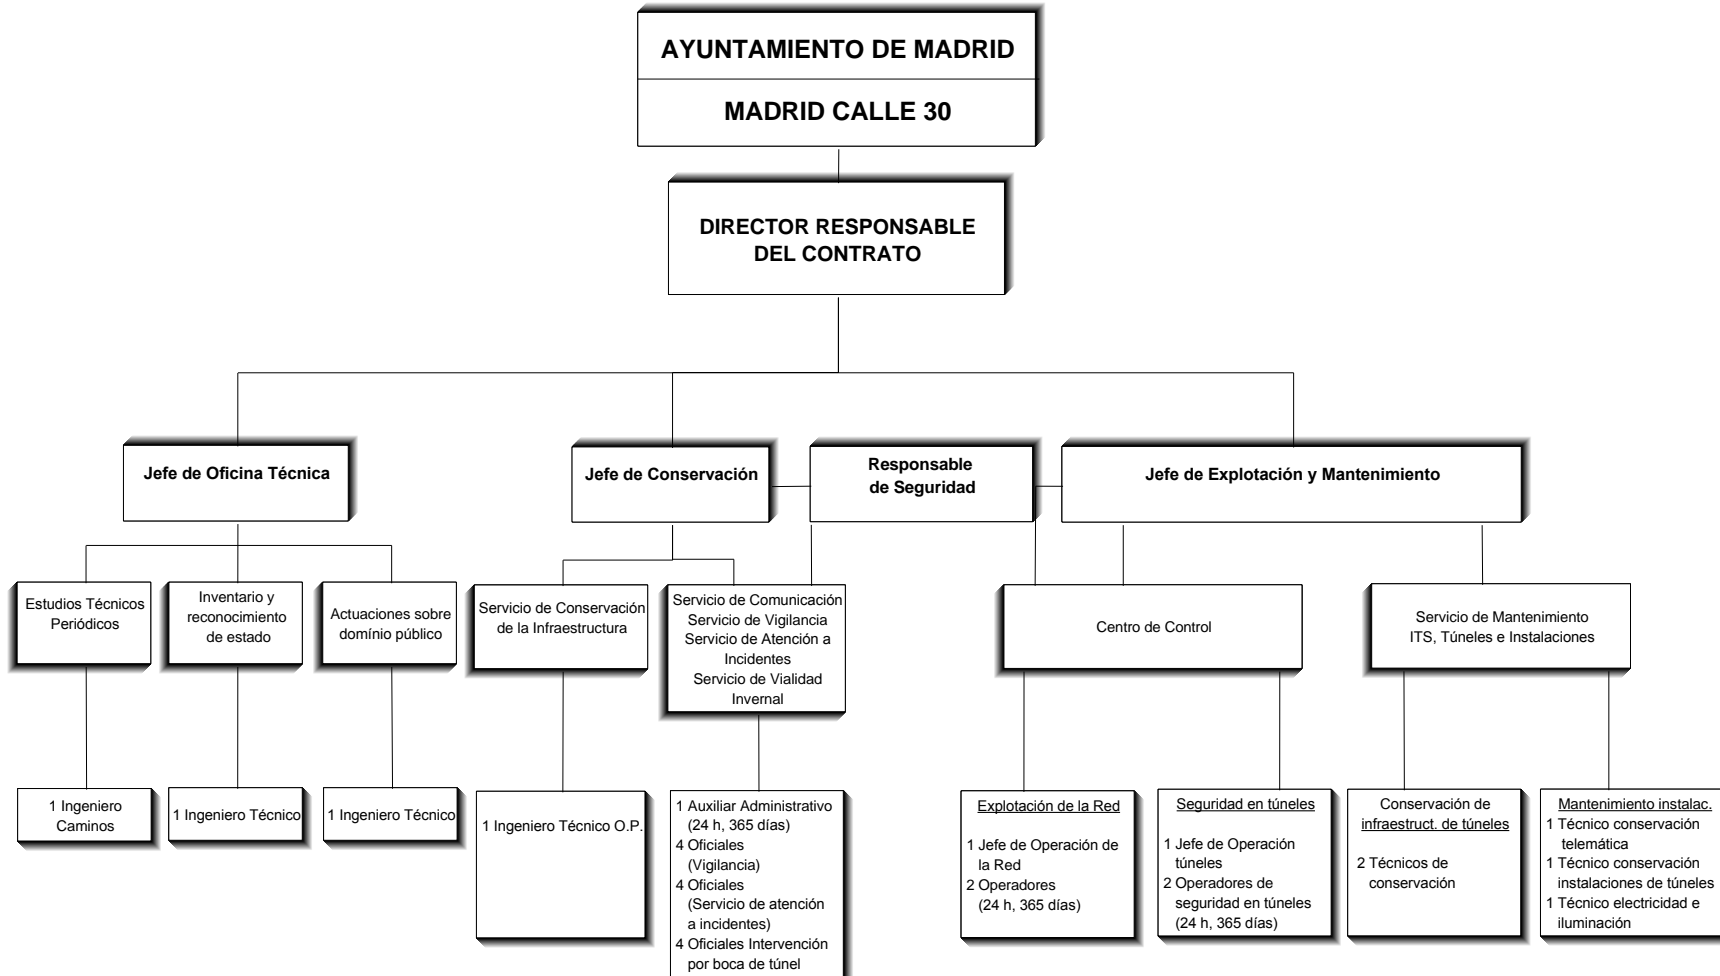 AYUNTAMIENTO DE MADRID
MADRID CALLE 30
DIRECTOR RESPONSABLE
DEL CONTRATO
Jefe de Oficina Técnica
Jefe de Conservación
Responsable
de Seguridad
Jefe de Explotación y Mantenimiento
Estudios Técnicos
Periódicos
Inventario y
reconocimiento
de estado
Actuaciones sobre
domínio público
Servicio de Conservación
de la Infraestructura
Servicio de Comunicación
Servicio de Vigilancia
Servicio de Atención a
Incidentes
Servicio de Vialidad
Invernal
Centro de Control
Servicio de Mantenimiento
ITS, Túneles e Instalaciones
1 Ingeniero
Caminos
1 Ingeniero Técnico
1 Ingeniero Técnico
1 Ingeniero Técnico O.P.
1 Auxiliar Administrativo
(24 h, 365 días)
4 Oficiales
(Vigilancia)
4 Oficiales
(Servicio de atención
a incidentes)
4 Oficiales Intervención
por boca de túnel
Explotación de la Red
1 Jefe de Operación de
la Red
2 Operadores
(24 h, 365 días)
Seguridad en túneles
1 Jefe de Operación
túneles
2 Operadores de
seguridad en túneles
(24 h, 365 días)
Conservación de
infraestruct. de túneles
2 Técnicos de
conservación
Mantenimiento instalac.
1 Técnico conservación
telemática
1 Técnico conservación
instalaciones de túneles
1 Técnico electricidad e
iluminación